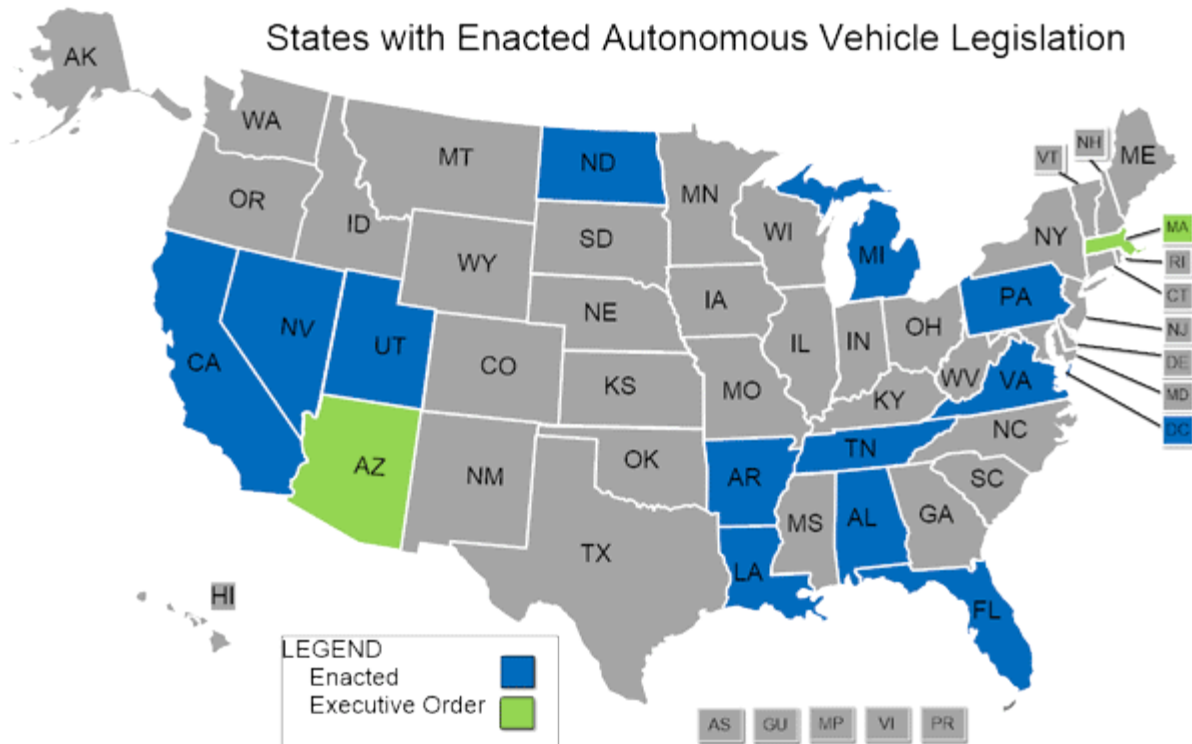 States with Enacted Autonomous Vehicle Legislation
AK
WA
MT
ND
MN
VT
NH
ME
OR
ID
WY
SD
WI
MI
NY
MA
RI
CT
NJ
DE
MD
DC
CA
NV
UT
CO
NE
IA
IL
IN
OH
PA
KS
MO
KY
WV
VA
AZ
NM
OK
AR
TN
NC
SC
TX
LA
MS
AL
GA
FL
HI
LEGEND
Enacted
Executive Order
AS
GU
MP
VI
PR